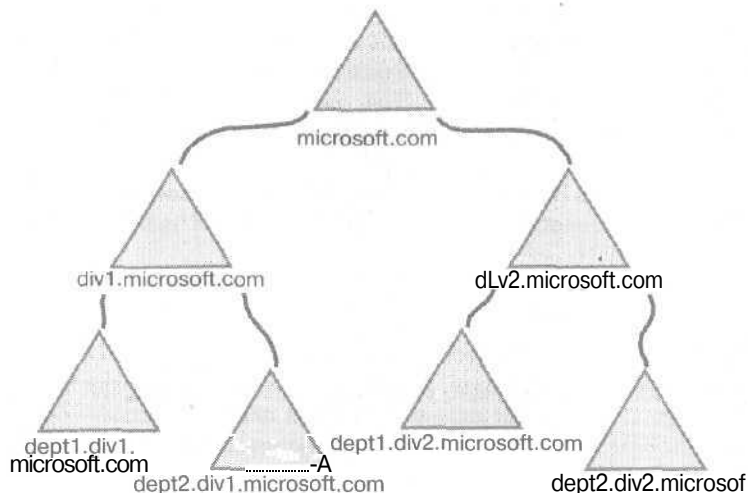 microsoft.com
div1.microsoft.com
dLv2.microsoft.com
dept1.div1.
microsoft.com
-A
dept2.div1.microsoft.com
dept1.div2.microsoft.com
dept2.div2.microsof